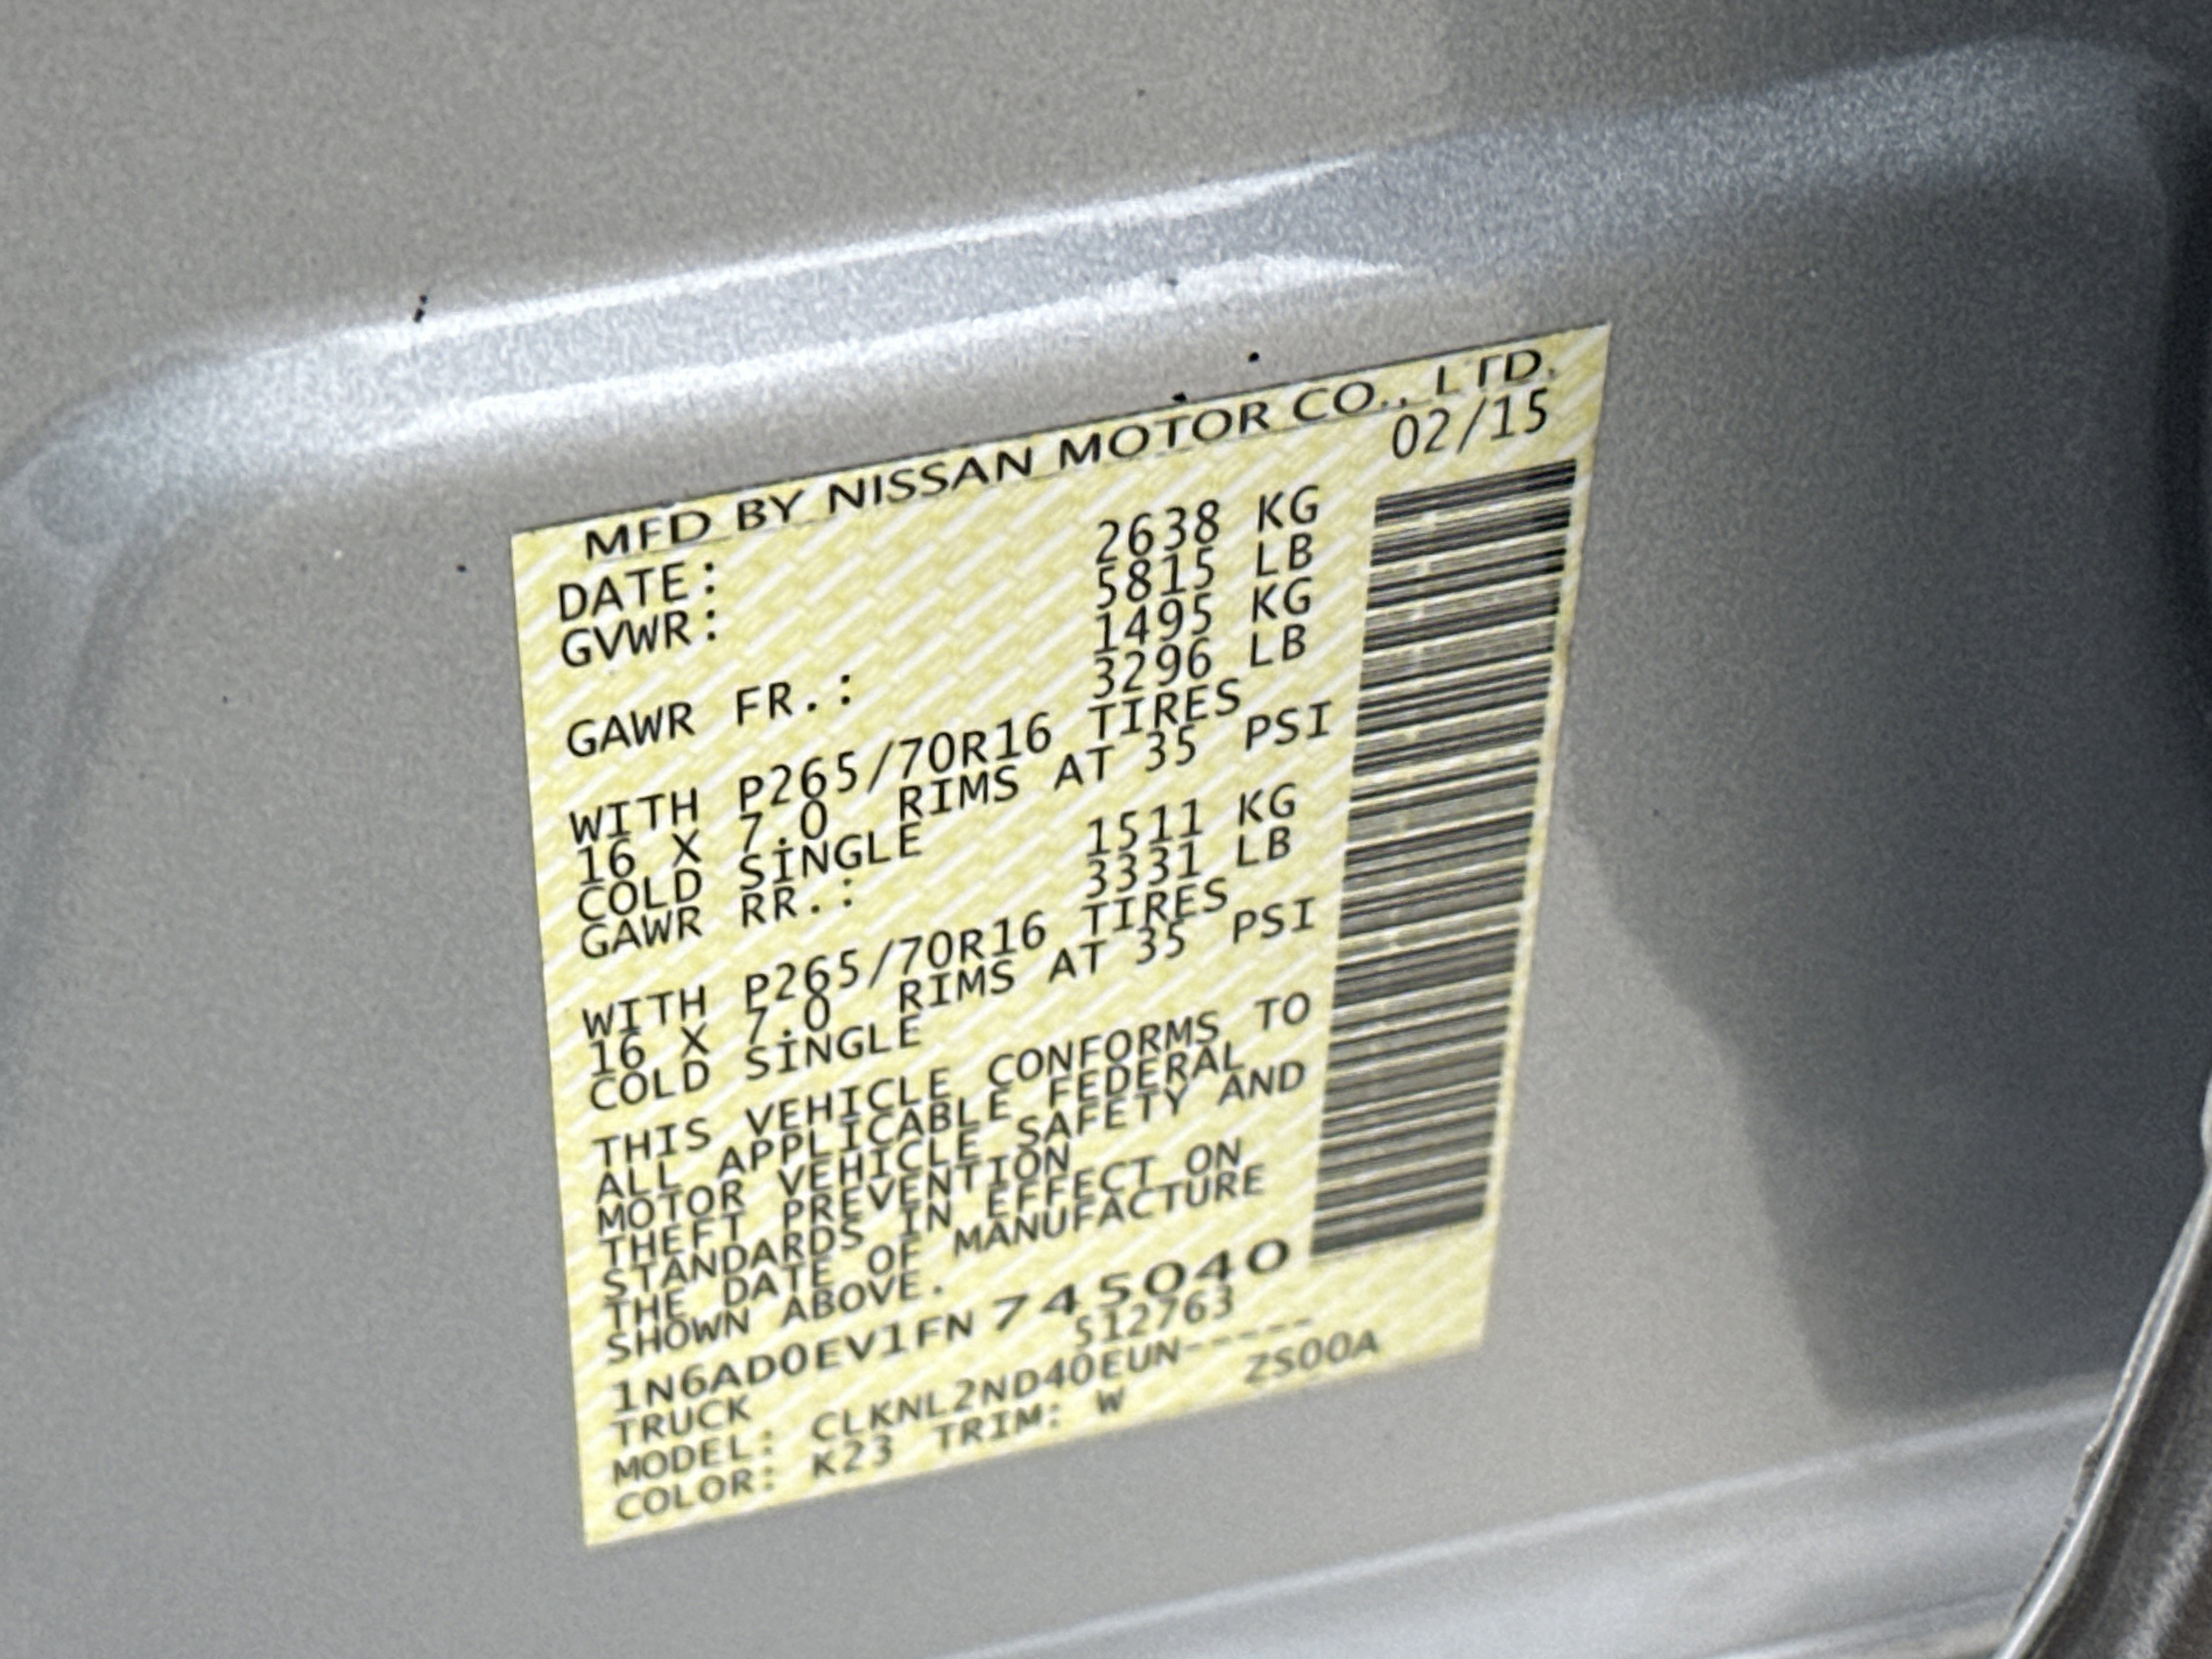 MFD BY NISSAN MOTOR CO., LTD.
DATE: 02/15
GVWR: 2638 KG
5815 LB
GAWR FR.: 1495 KG
3296 LB
WITH P265/70R16 TIRES
16 X 7.0 RIMS AT 35 PSI
COLD SINGLE
GAWR RR.: 1511 KG
3331 LB
WITH P265/70R16 TIRES
16 X 7.0 RIMS AT 35 PSI
COLD SINGLE
THIS VEHICLE CONFORMS TO
ALL APPLICABLE FEDERAL
MOTOR VEHICLE SAFETY AND
THEFT PREVENTION
STANDARDS IN EFFECT ON
THE DATE OF MANUFACTURE
SHOWN ABOVE.
1N6AD0EV1FN745040
TRUCK 512763
MODEL: CLKNL2ND40EUN-----
COLOR: K23 TRIM: W ZS00A